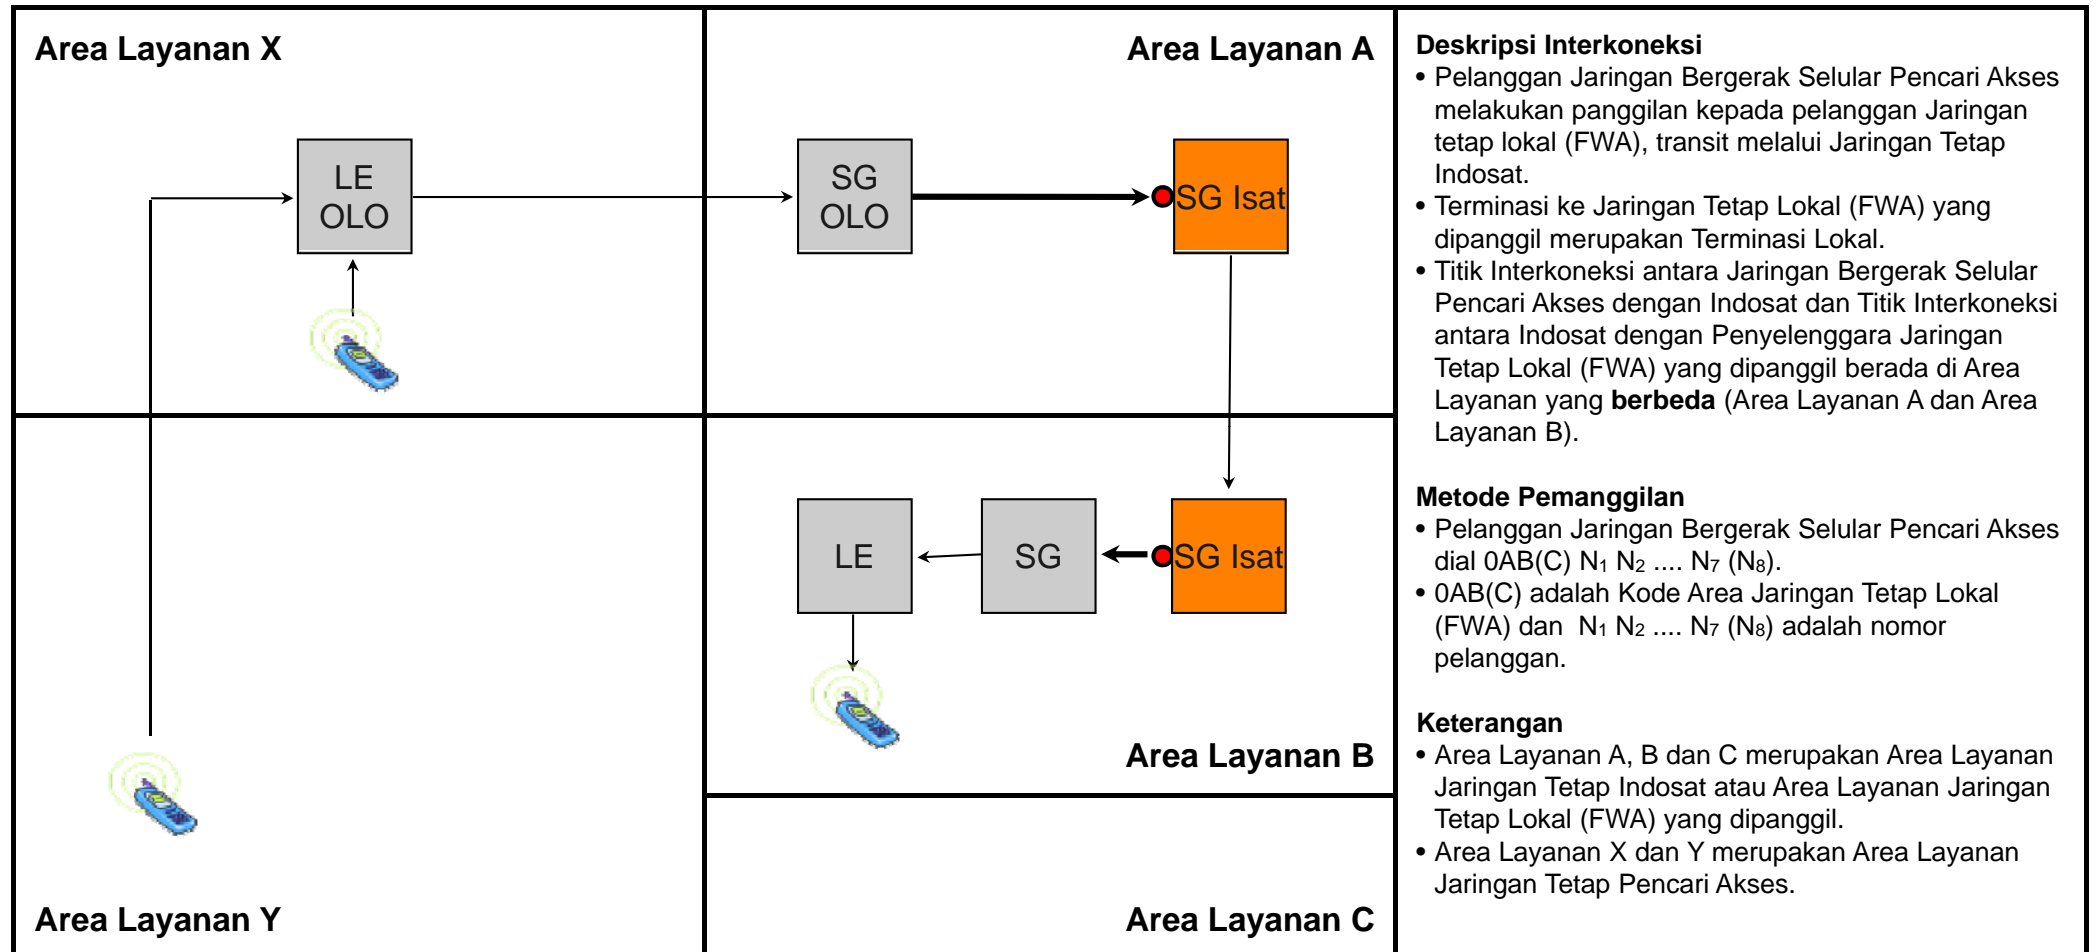 Area Layanan X
Area Layanan A
LE
OLO
SG
OLO
SG Isat
LE
SG
SG Isat
Area Layanan B
Area Layanan Y
Area Layanan C
Deskripsi Interkoneksi
• Pelanggan Jaringan Bergerak Selular Pencari Akses
melakukan panggilan kepada pelanggan Jaringan
tetap lokal (FWA), transit melalui Jaringan Tetap
Indosat.
• Terminasi ke Jaringan Tetap Lokal (FWA) yang
dipanggil merupakan Terminasi Lokal.
• Titik Interkoneksi antara Jaringan Bergerak Selular
Pencari Akses dengan Indosat dan Titik Interkoneksi
antara Indosat dengan Penyelenggara Jaringan
Tetap Lokal (FWA) yang dipanggil berada di Area
Layanan yang berbeda (Area Layanan A dan Area
Layanan B).
Metode Pemanggilan
• Pelanggan Jaringan Bergerak Selular Pencari Akses
dial 0AB(C) N₁ N₂ .... N₇ (N₈).
• 0AB(C) adalah Kode Area Jaringan Tetap Lokal
(FWA) dan N₁ N₂ .... N₇ (N₈) adalah nomor
pelanggan.
Keterangan
• Area Layanan A, B dan C merupakan Area Layanan
Jaringan Tetap Indosat atau Area Layanan Jaringan
Tetap Lokal (FWA) yang dipanggil.
• Area Layanan X dan Y merupakan Area Layanan
Jaringan Tetap Pencari Akses.